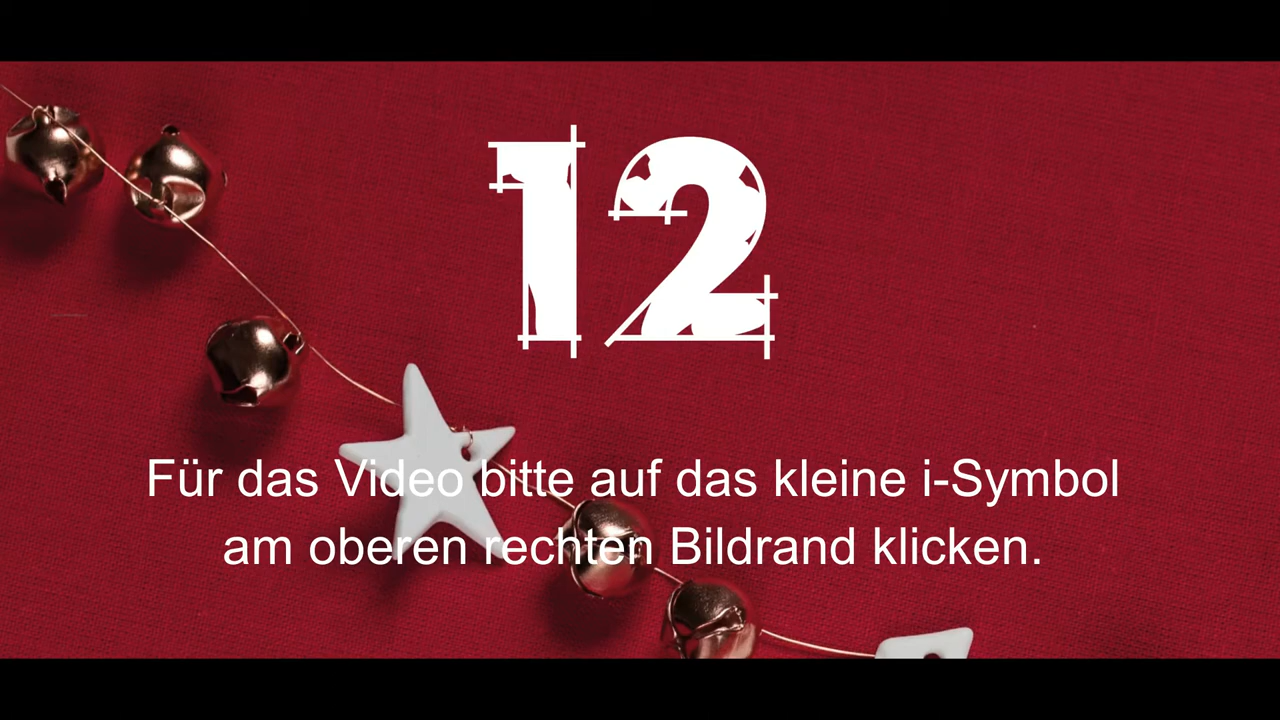 12
Für das Video bitte auf das kleine i-Symbol
am oberen rechten Bildrand klicken.